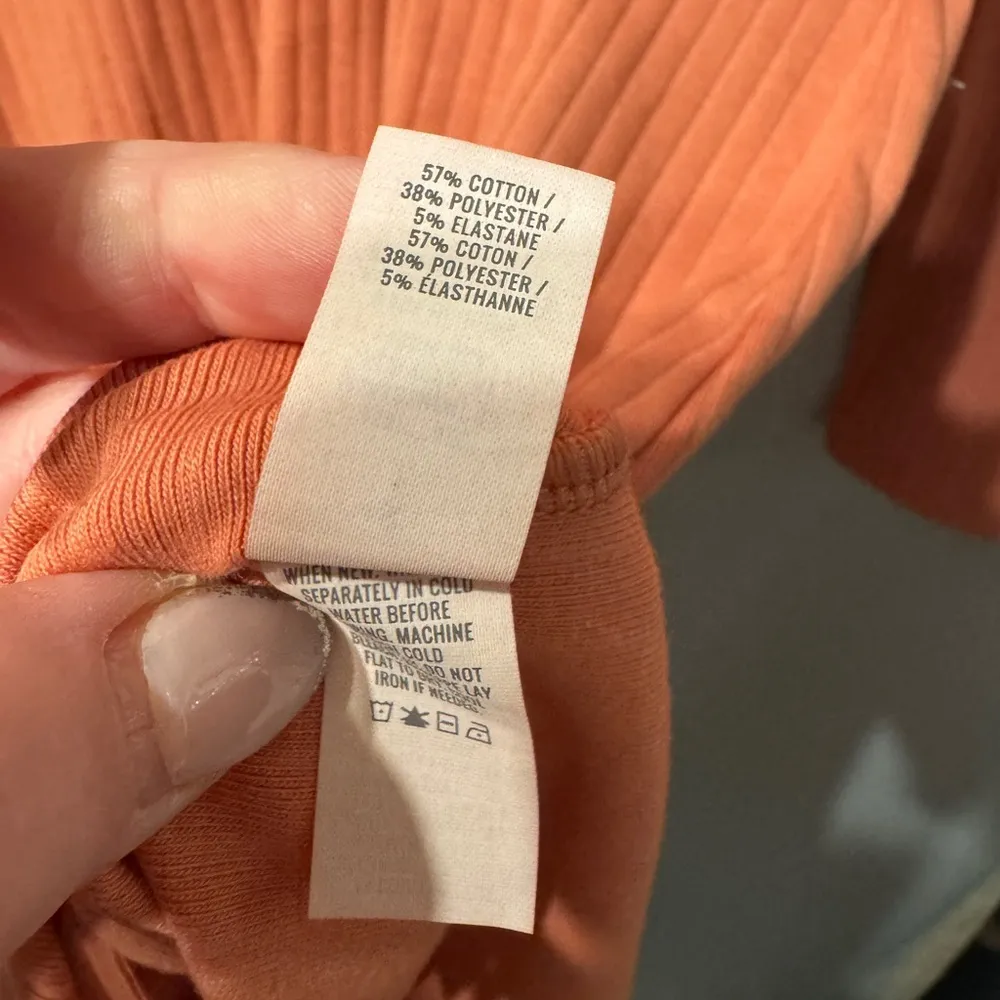 57% COTTON /
38% POLYESTER /
5% ELASTANE
57% COTON /
38% POLYESTER /
5% ÉLASTHANNE
WHEN NEW,
SEPARATELY IN COLD
WATER BEFORE
MACHINE
COLD
FLAT TO DO NOT
LAY
IRON IF NEEDED.